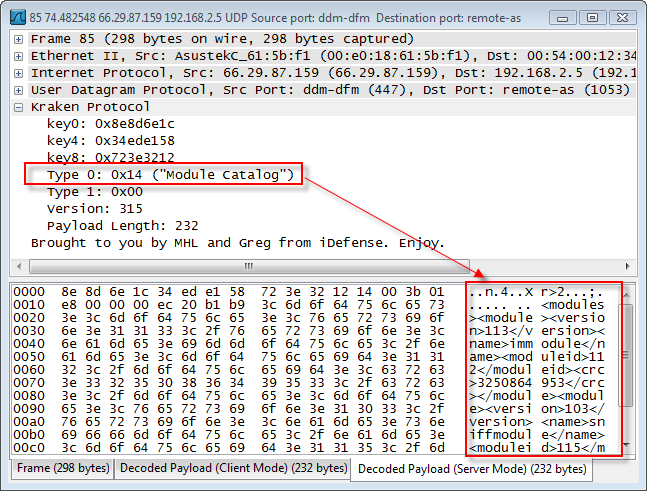 85 74.482548 66.29.87.159 192.168.2.5 UDP Source port: ddm-dfm Destination port: remote-as
Frame 85 (298 bytes on wire, 298 bytes captured)
Ethernet II, Src: AsustekC_61:5b:f1 (00:e0:18:61:5b:f1), Dst: 00:54:00:12:34
Internet Protocol, Src: 66.29.87.159 (66.29.87.159), Dst: 192.168.2.5 (192.1
User Datagram Protocol, Src Port: ddm-dfm (447), Dst Port: remote-as (1053)
Kraken Protocol
key0: 0x8e8d6e1c
key4: 0x34ede158
key8: 0x723e3212
Type 0: 0x14 ("Module Catalog")
Type 1: 0x00
Version: 315
Payload Length: 232
Brought to you by MHL and Greg from iDefense. Enjoy.
0000 8e 8d 6e 1c 34 ed e1 58 72 3e 32 12 14 00 3b 01 ..n.4..X r>2...;.
0010 e8 00 00 00 ec 20 b1 b9 3c 6d 6f 64 75 6c 65 73 ..... .. <modules
0020 3e 3c 6d 6f 64 75 6c 65 3e 3c 76 65 72 73 69 6f ><module ><versio
0030 6e 3e 31 31 33 3c 2f 76 65 72 73 69 6f 6e 3e 3c n>113</v ersion><
0040 6e 61 6d 65 3e 69 6d 6d 6f 64 75 6c 65 3c 2f 6e name>imm odule</n
0050 61 6d 65 3e 3c 6d 6f 64 75 6c 65 69 64 3e 31 31 ame><mod uleid>11
0060 32 3c 2f 6d 6f 64 75 6c 65 69 64 3e 3c 63 72 63 2</modul eid><crc
0070 3e 33 32 35 30 38 36 34 39 35 33 3c 2f 63 72 63 >3250864 953</crc
0080 3e 3c 2f 6d 6f 64 75 6c 65 3e 3c 6d 6f 64 75 6c ></modul e><modul
0090 65 3e 3c 76 65 72 73 69 6f 6e 3e 31 30 33 3c 2f e><versi on>103</
00a0 76 65 72 73 69 6f 6e 3e 3c 6e 61 6d 65 3e 73 6e version> <name>sn
00b0 69 66 66 6d 6f 64 75 6c 65 3c 2f 6e 61 6d 65 3e iffmodul e</name>
00c0 3c 6d 6f 64 75 6c 65 69 64 3e 31 31 35 3c 2f 6d <modulei d>115</m
Frame (298 bytes) Decoded Payload (Client Mode) (232 bytes) Decoded Payload (Server Mode) (232 bytes)